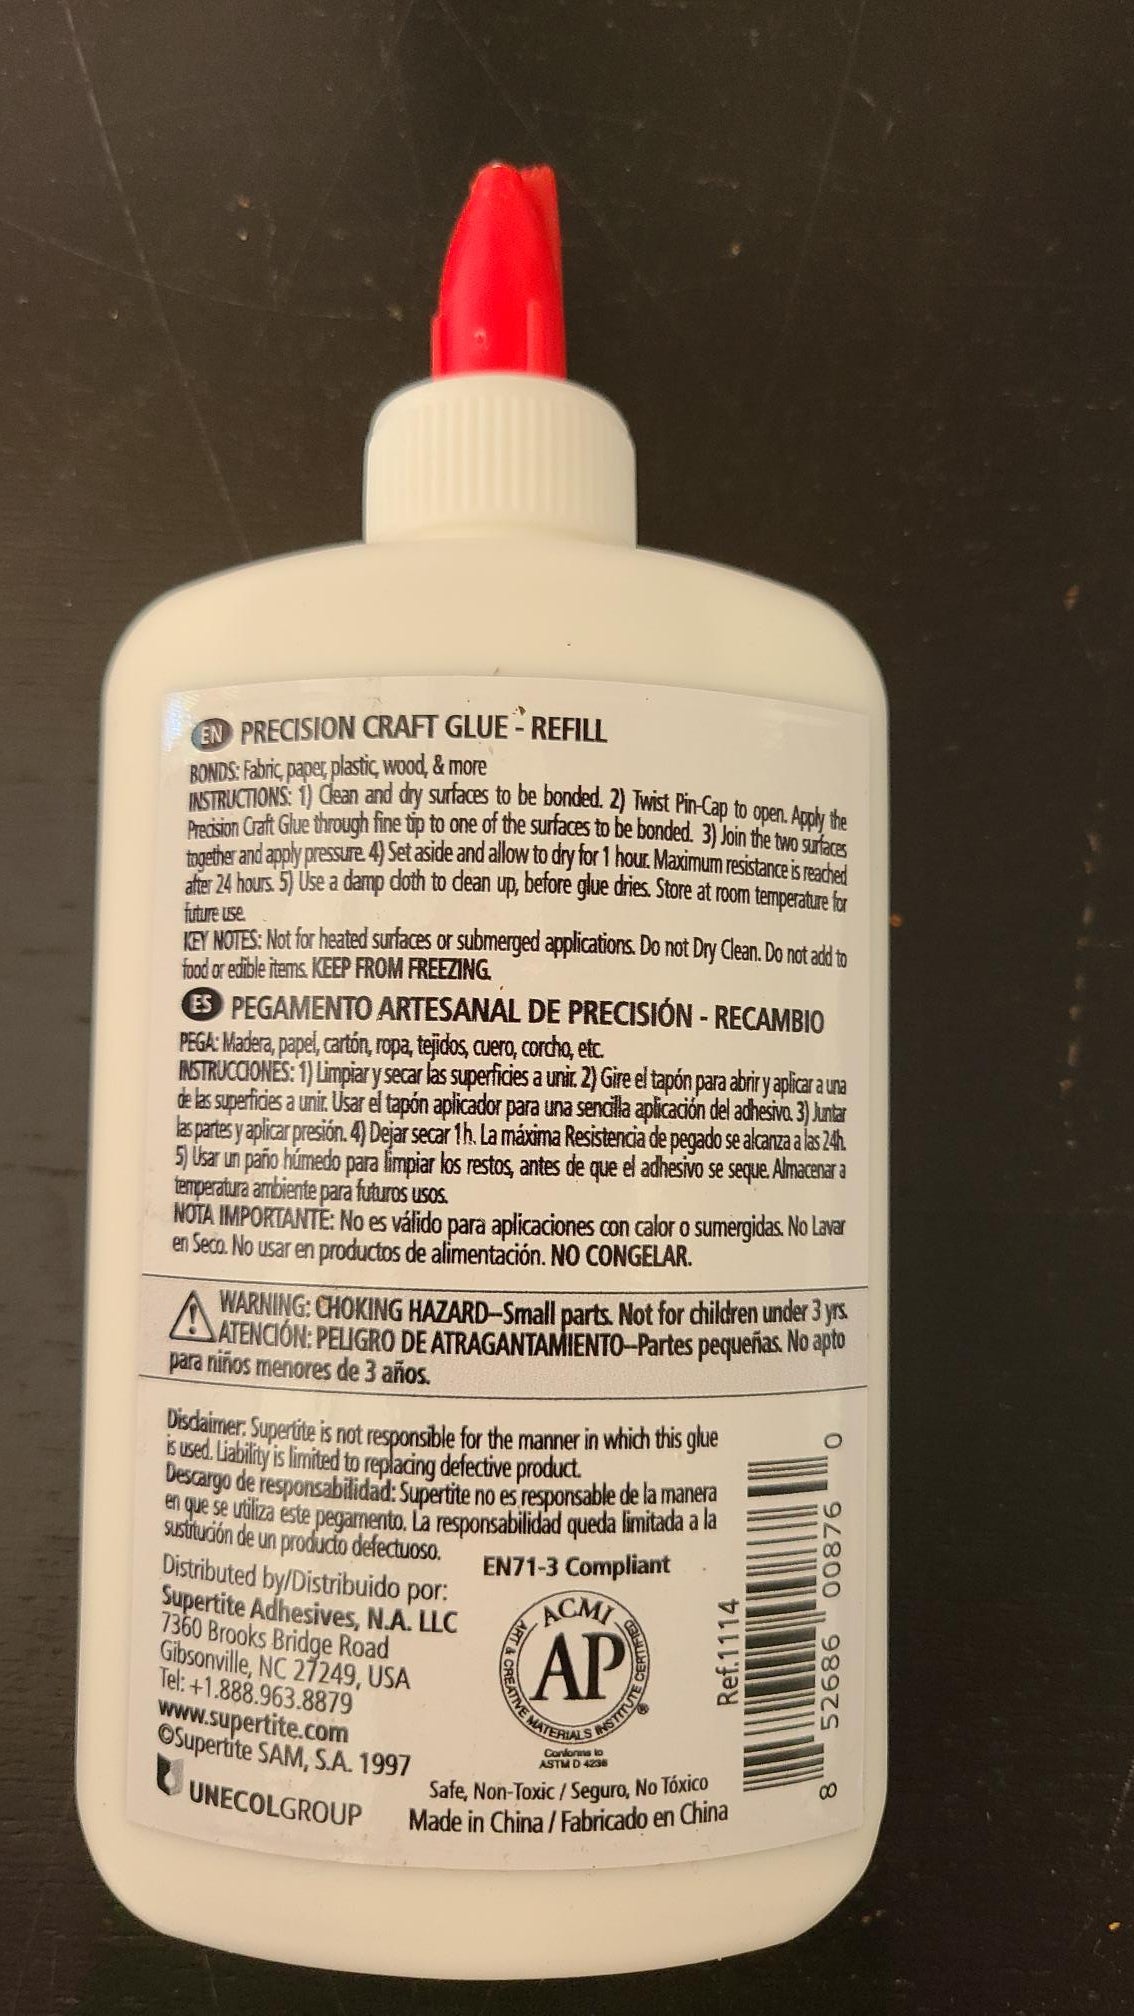 EN PRECISION CRAFT GLUE - REFILL
BONDS: Fabric, paper, plastic, wood, & more
INSTRUCTIONS: 1) Clean and dry surfaces to be bonded. 2) Twist Pin-Cap to open. Apply the
Precision Craft Glue through fine tip to one of the surfaces to be bonded. 3) Join the two surfaces
together and apply pressure. 4) Set aside and allow to dry for 1 hour. Maximum resistance is reached
after 24 hours. 5) Use a damp cloth to clean up, before glue dries. Store at room temperature for
future use.
KEY NOTES: Not for heated surfaces or submerged applications. Do not Dry Clean. Do not add to
food or edible items. KEEP FROM FREEZING.
ES PEGAMENTO ARTESANAL DE PRECISIÓN - RECAMBIO
PEGA: Madera, papel, cartón, ropa, tejidos, cuero, corcho, etc.
INSTRUCCIONES: 1) Limpiar y secar las superficies a unir. 2) Gire el tapón para abrir y aplicar a una
de las superficies a unir. Usar el tapón aplicador para una sencilla aplicación del adhesivo. 3) Juntar
las partes y aplicar presión. 4) Dejar secar 1h. La máxima Resistencia de pegado se alcanza a las 24h.
5) Usar un paño húmedo para limpiar los restos, antes de que el adhesivo se seque. Almacenar a
temperatura ambiente para futuros usos.
NOTA IMPORTANTE: No es válido para aplicaciones con calor o sumergidas. No Lavar
en Seco. No usar en productos de alimentación. NO CONGELAR.
WARNING: CHOKING HAZARD--Small parts. Not for children under 3 yrs.
ATENCIÓN: PELIGRO DE ATRAGANTAMIENTO--Partes pequeñas. No apto
para niños menores de 3 años.
Disclaimer: Supertite is not responsible for the manner in which this glue
is used. Liability is limited to replacing defective product.
Descargo de responsabilidad: Supertite no es responsable de la manera
en que se utiliza este pegamento. La responsabilidad queda limitada a la
sustitución de un producto defectuoso.
Distributed by/Distribuido por:
Supertite Adhesives, N.A. LLC
7360 Brooks Bridge Road
Gibsonville, NC 27249, USA
Tel: +1.888.963.8879
www.supertite.com
©Supertite SAM, S.A. 1997
UNECOLGROUP
EN71-3 Compliant
ACMI
AP
ART & CREATIVE MATERIALS INSTITUTE CERTIFIED
®
Conforms to
ASTM D 4236
Safe, Non-Toxic / Seguro, No Tóxico
Made in China / Fabricado en China
Ref.1114
8 52686 00876 0